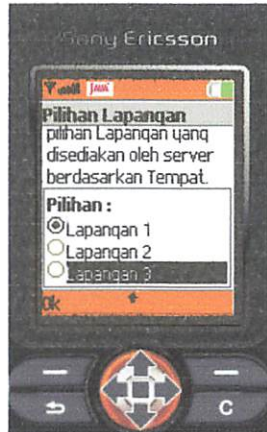 Sony Ericsson
JAVA
Pilihan Lapangan
pilihan Lapangan yang
disediakan oleh server
berdasarkan Tempat.
Pilihan :
Lapangan 1
Lapangan 2
Lapangan 3
Ok
C